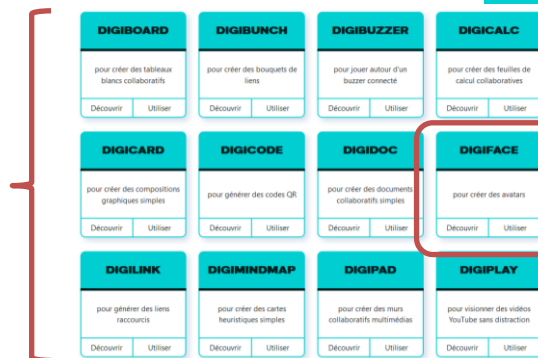 DIGIBOARD
pour créer des tableaux
blancs collaboratifs
Découvrir Utiliser
DIGIBUNCH
pour créer des bouquets de
liens
Découvrir Utiliser
DIGIBUZZER
pour jouer autour d'un
buzzer connecté
Découvrir Utiliser
DIGICALC
pour créer des feuilles de
calcul collaboratives
Découvrir Utiliser
DIGICARD
pour créer des compositions
graphiques simples
Découvrir Utiliser
DIGICODE
pour générer des codes QR
Découvrir Utiliser
DIGIDOC
pour créer des documents
collaboratifs simples
Découvrir Utiliser
DIGIFACE
pour créer des avatars
Découvrir Utiliser
DIGILINK
pour générer des liens
raccourcis
Découvrir Utiliser
DIGIMINDMAP
pour créer des cartes
heuristiques simples
Découvrir Utiliser
DIGIPAD
pour créer des murs
collaboratifs multimédias
Découvrir Utiliser
DIGIPLAY
pour visionner des vidéos
YouTube sans distraction
Découvrir Utiliser